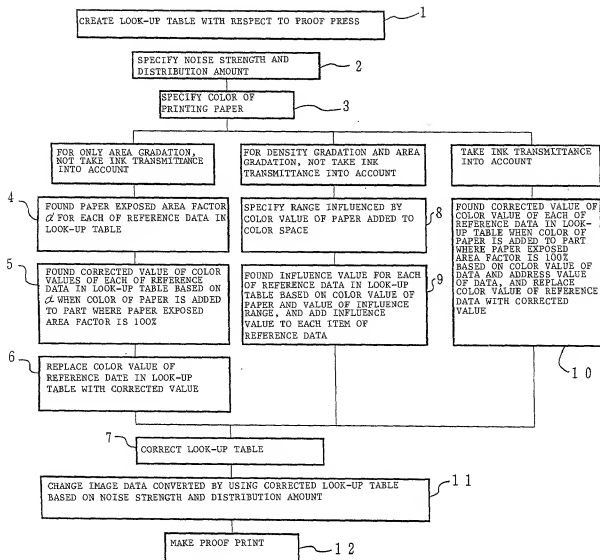 CREATE LOOK-UP TABLE WITH RESPECT TO PROOF PRESS
1
SPECIFY NOISE STRENGTH AND
DISTRIBUTION AMOUNT
2
SPECIFY COLOR OF
PRINTING PAPER
3
FOR ONLY AREA GRADATION,
NOT TAKE INK TRANSMITTANCE
INTO ACCOUNT
FOR DENSITY GRADATION AND AREA
GRADATION, NOT TAKE INK
TRANSMITTANCE INTO ACCOUNT
TAKE INK TRANSMITTANCE
INTO ACCOUNT
4
FOUND PAPER EXPOSED AREA FACTOR
α FOR EACH OF REFERENCE DATA IN
LOOK-UP TABLE
5
FOUND CORRECTED VALUE OF COLOR
VALUES OF EACH OF REFERENCE
DATA IN LOOK-UP TABLE BASED ON
α WHEN COLOR OF PAPER IS ADDED
TO PART WHERE PAPER EXPOSED
AREA FACTOR IS 100%
6
REPLACE COLOR VALUE OF
REFERENCE DATE IN LOOK-UP
TABLE WITH CORRECTED VALUE
SPECIFY RANGE INFLUENCED BY
COLOR VALUE OF PAPER ADDED TO
COLOR SPACE
8
FOUND INFLUENCE VALUE FOR EACH
OF REFERENCE DATA IN LOOK-UP
TABLE BASED ON COLOR VALUE OF
PAPER AND VALUE OF INFLUENCE
RANGE, AND ADD INFLUENCE
VALUE TO EACH ITEM OF
REFERENCE DATA
9
FOUND CORRECTED VALUE OF
COLOR VALUE OF EACH OF
REFERENCE DATA IN LOOK-
UP TABLE WHEN COLOR OF
PAPER IS ADDED TO PART
WHERE PAPER EXPOSED
AREA FACTOR IS 100%
BASED ON COLOR VALUE OF
DATA AND ADDRESS VALUE
OF DATA, AND REPLACE
COLOR VALUE OF REFERENCE
DATA WITH CORRECTED
VALUE
10
7
CORRECT LOOK-UP TABLE
CHANGE IMAGE DATA CONVERTED BY USING CORRECTED LOOK-UP TABLE
BASED ON NOISE STRENGTH AND DISTRIBUTION AMOUNT
11
MAKE PROOF PRINT
12